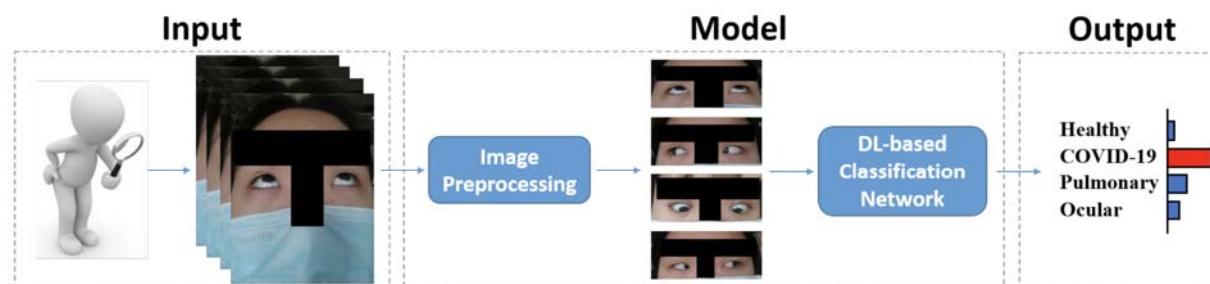 Input
Model
Output
Image
Preprocessing
DL-based
Classification
Network
Healthy
COVID-19
Pulmonary
Ocular